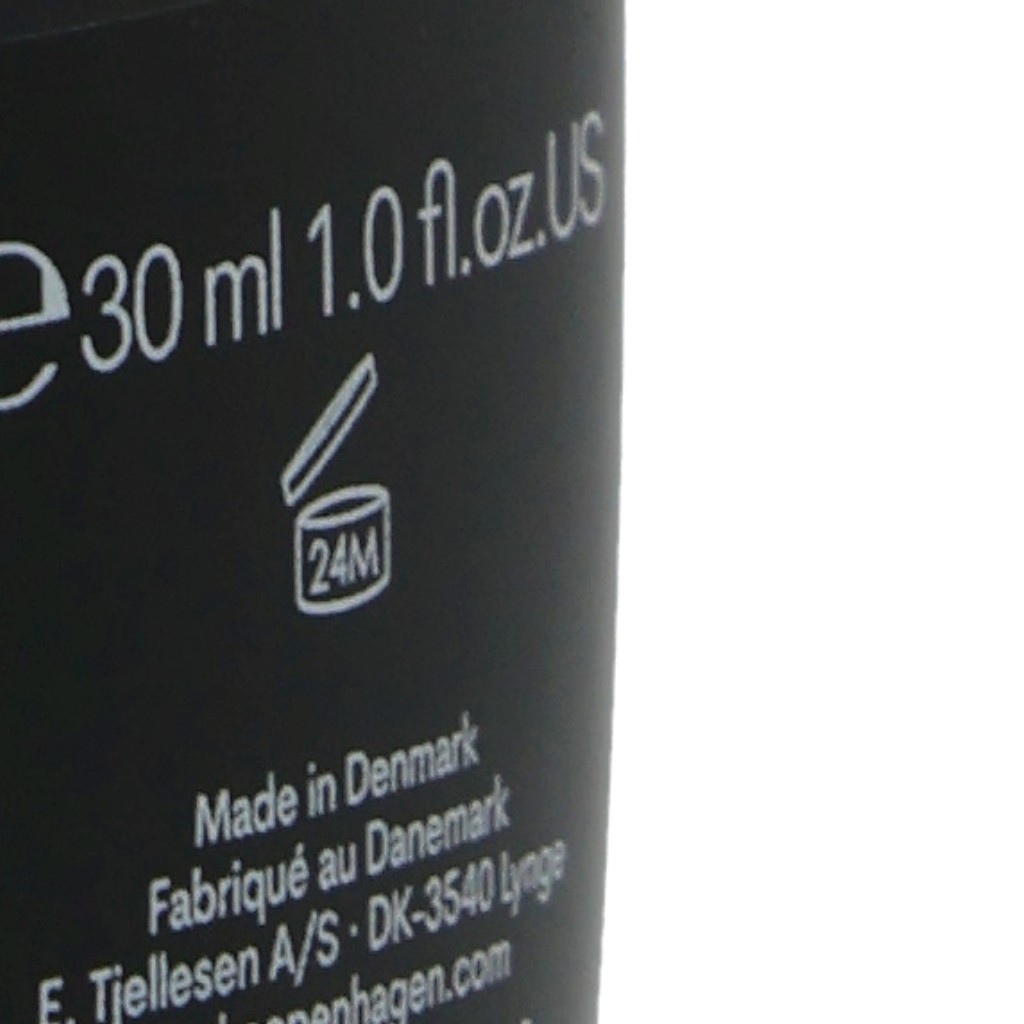 e 30 ml 1.0 fl.oz.US
24M
Made in Denmark
Fabriqué au Danemark
E. Tjellesen A/S · DK-3540 Lynge